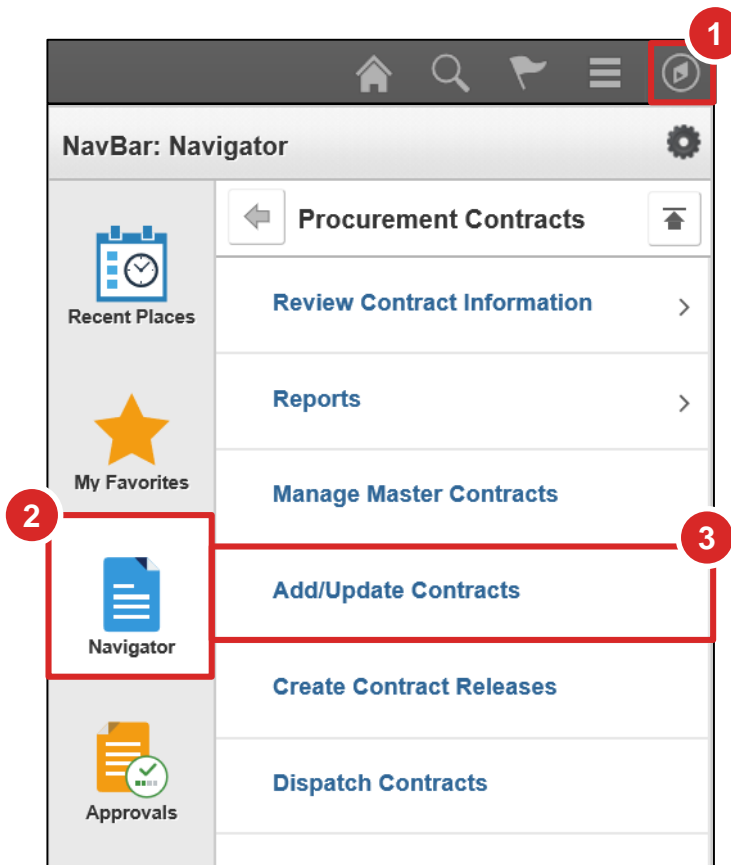 1
NavBar: Navigator
Procurement Contracts
Recent Places
Review Contract Information
Reports
My Favorites
Manage Master Contracts
2
3
Navigator
Add/Update Contracts
Create Contract Releases
Approvals
Dispatch Contracts